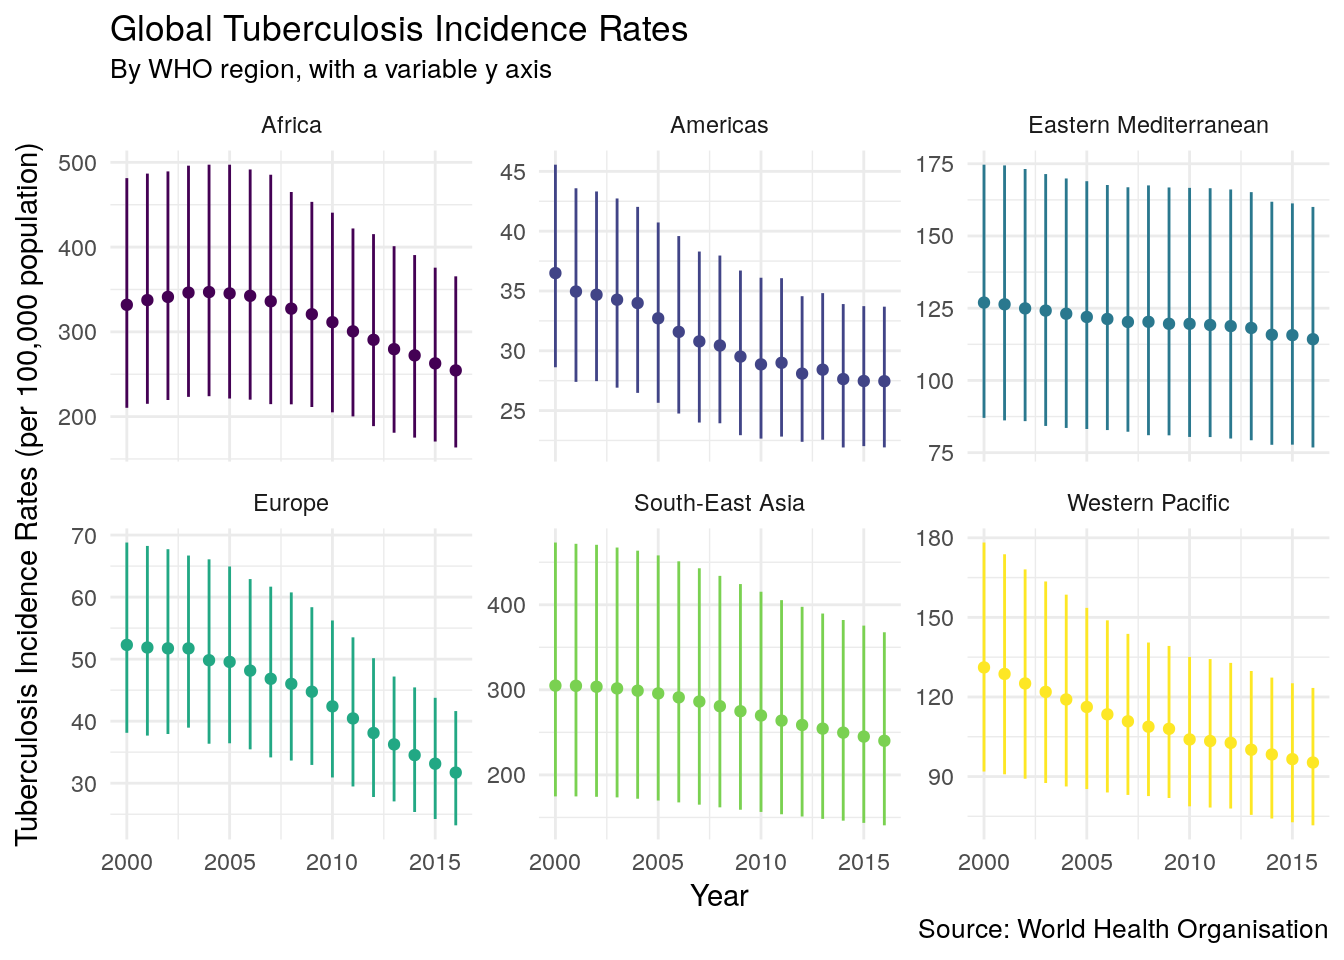 Global Tuberculosis Incidence Rates
By WHO region, with a variable y axis
Tuberculosis Incidence Rates (per 100,000 population)
Africa
500
400
300
200
Americas
45
40
35
30
25
Eastern Mediterranean
175
150
125
100
75
Europe
70
60
50
40
30
2000 2005 2010 2015
South-East Asia
400
300
200
2000 2005 2010 2015
Western Pacific
180
150
120
90
2000 2005 2010 2015
Year
Source: World Health Organisation